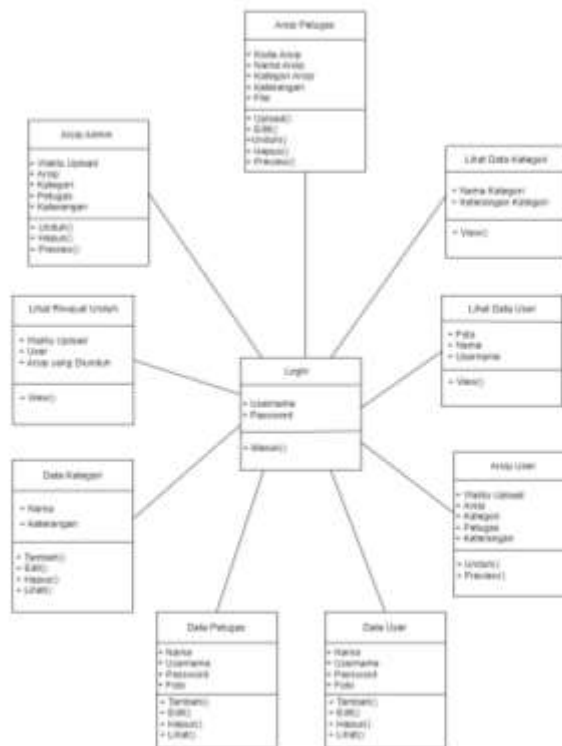 Arsip Petugas
+ Kode Arsip
+ Nama Arsip
+ Kategori Arsip
+ Keterangan
+ File
+ Upload()
+ Edit()
+ Unduh()
+ Hapus()
+ Preview()
Arsip Admin
+ Waktu Upload
+ Arsip
+ Kategori
+ Petugas
+ Keterangan
+ Unduh()
+ Hapus()
+ Preview()
Lihat Data Kategori
+ Nama Kategori
+ Keterangan Kategori
+ View()
Lihat Riwayat Unduh
+ Waktu Upload
+ User
+ Arsip yang Diunduh
+ View()
Lihat Data User
+ Foto
+ Nama
+ Username
+ View()
Login
+ Username
+ Password
+ Masuk()
Data Kategori
+ Nama
+ Keterangan
+ Tambah()
+ Edit()
+ Hapus()
+ Lihat()
Arsip User
+ Waktu Upload
+ Arsip
+ Kategori
+ Petugas
+ Keterangan
+ Unduh()
+ Preview()
Data Petugas
+ Nama
+ Username
+ Password
+ Foto
+ Tambah()
+ Edit()
+ Hapus()
+ Lihat()
Data User
+ Nama
+ Username
+ Password
+ Foto
+ Tambah()
+ Edit()
+ Hapus()
+ Lihat()